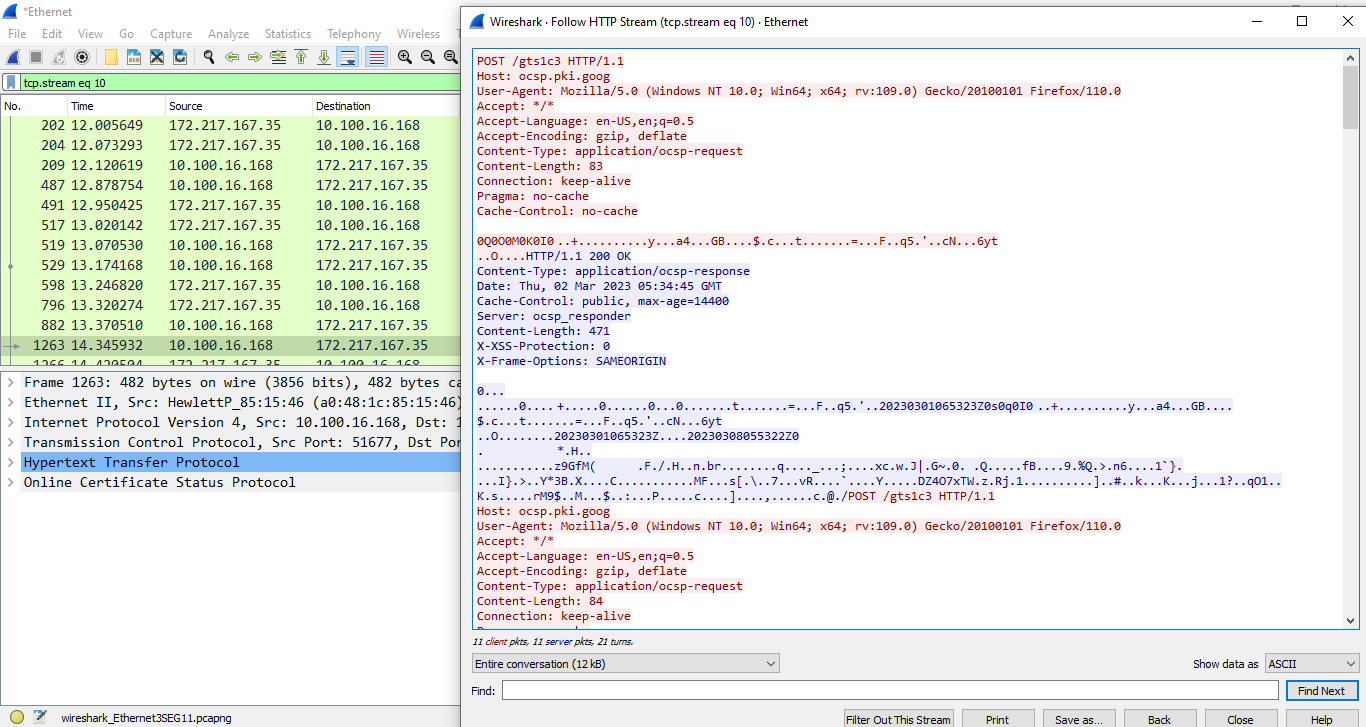 *Ethernet
File Edit View Go Capture Analyze Statistics Telephony Wireless
tcp.stream eq 10
No. Time Source Destination
202 12.005649 172.217.167.35 10.100.16.168
204 12.073293 172.217.167.35 10.100.16.168
209 12.120619 10.100.16.168 172.217.167.35
487 12.878754 10.100.16.168 172.217.167.35
491 12.950425 172.217.167.35 10.100.16.168
517 13.020142 172.217.167.35 10.100.16.168
519 13.070530 10.100.16.168 172.217.167.35
529 13.174168 10.100.16.168 172.217.167.35
598 13.246820 172.217.167.35 10.100.16.168
796 13.320274 172.217.167.35 10.100.16.168
882 13.370510 10.100.16.168 172.217.167.35
1263 14.345932 10.100.16.168 172.217.167.35
1266 14.420504 172.217.167.35 10.100.16.168
Frame 1263: 482 bytes on wire (3856 bits), 482 bytes ca
Ethernet II, Src: HewlettP_85:15:46 (a0:48:1c:85:15:46)
Internet Protocol Version 4, Src: 10.100.16.168, Dst: 1
Transmission Control Protocol, Src Port: 51677, Dst Por
Hypertext Transfer Protocol
Online Certificate Status Protocol
wireshark_Ethernet3SEG11.pcapng
Wireshark · Follow HTTP Stream (tcp.stream eq 10) · Ethernet
POST /gts1c3 HTTP/1.1
Host: ocsp.pki.goog
User-Agent: Mozilla/5.0 (Windows NT 10.0; Win64; x64; rv:109.0) Gecko/20100101 Firefox/110.0
Accept: */*
Accept-Language: en-US,en;q=0.5
Accept-Encoding: gzip, deflate
Content-Type: application/ocsp-request
Content-Length: 83
Connection: keep-alive
Pragma: no-cache
Cache-Control: no-cache
0Q0O0M0K0I0 ..+..........y...a4...GB....$.c...t.......=...F..q5.'..cN...6yt
..O....HTTP/1.1 200 OK
Content-Type: application/ocsp-response
Date: Thu, 02 Mar 2023 05:34:45 GMT
Cache-Control: public, max-age=14400
Server: ocsp_responder
Content-Length: 471
X-XSS-Protection: 0
X-Frame-Options: SAMEORIGIN
0...
......0.... +.....0......0...0.......t.......=...F..q5.'..20230301065323Z0s0q0I0 ..+..........y...a4...GB....
$.c...t.......=...F..q5.'..cN...6yt
..O........20230301065323Z....20230308055322Z0
. *.H..
...........z9GfM( .F./.H..n.br........q...._...;....xc.w.J|.G~.0. .Q.....fB....9.%Q.>.n6....1`}.
...I}.>..Y*3B.X....C...........MF...s[.\..7...vR....`....Y.....DZ4O7xTW.z.Rj.1..........]..#..k...K...j...1?..qO1..
K.s.....rM9$..M...$..:...P.....c....]....,......c.@./POST /gts1c3 HTTP/1.1
Host: ocsp.pki.goog
User-Agent: Mozilla/5.0 (Windows NT 10.0; Win64; x64; rv:109.0) Gecko/20100101 Firefox/110.0
Accept: */*
Accept-Language: en-US,en;q=0.5
Accept-Encoding: gzip, deflate
Content-Type: application/ocsp-request
Content-Length: 84
Connection: keep-alive
11 client pkts, 11 server pkts, 21 turns.
Entire conversation (12 kB)
Show data as ASCII
Find: Find Next
Filter Out This Stream Print Save as... Back Close Help